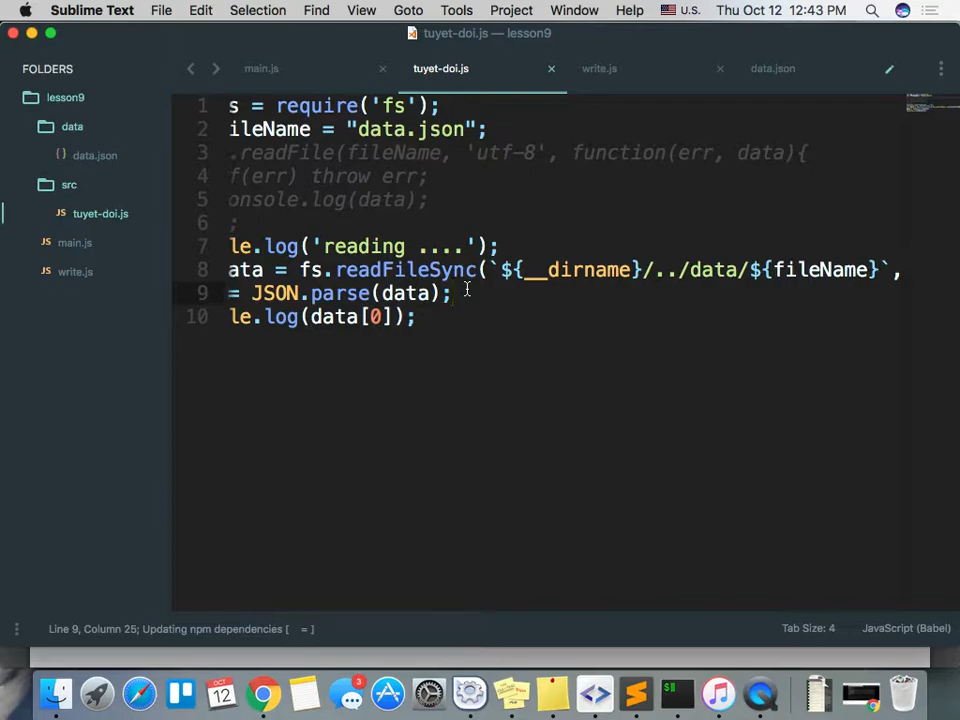 Sublime Text File Edit Selection Find Goto Tools Project Window Help U.S. Thu Oct 12 12:43 PM
tuyet-doi.js — lesson9
FOLDERS
lesson9
data
{} data.json
src
JS tuyet-doi.js
JS main.js
JS write.js
main.js × tuyet-doi.js × write.js × data.json
1 s = require('fs');
2 ileName = "data.json";
3 .readFile(fileName, 'utf-8', function(err, data){
4 f(err) throw err;
5 onsole.log(data);
6 ;
7 le.log('reading ....');
8 ata = fs.readFileSync(`${__dirname}/../data/${fileName}`,
9 = JSON.parse(data);
10 le.log(data[0]);
Line 9, Column 25; Updating npm dependencies [ = ] Tab Size: 4 JavaScript (Babel)
OCT
12
3
$